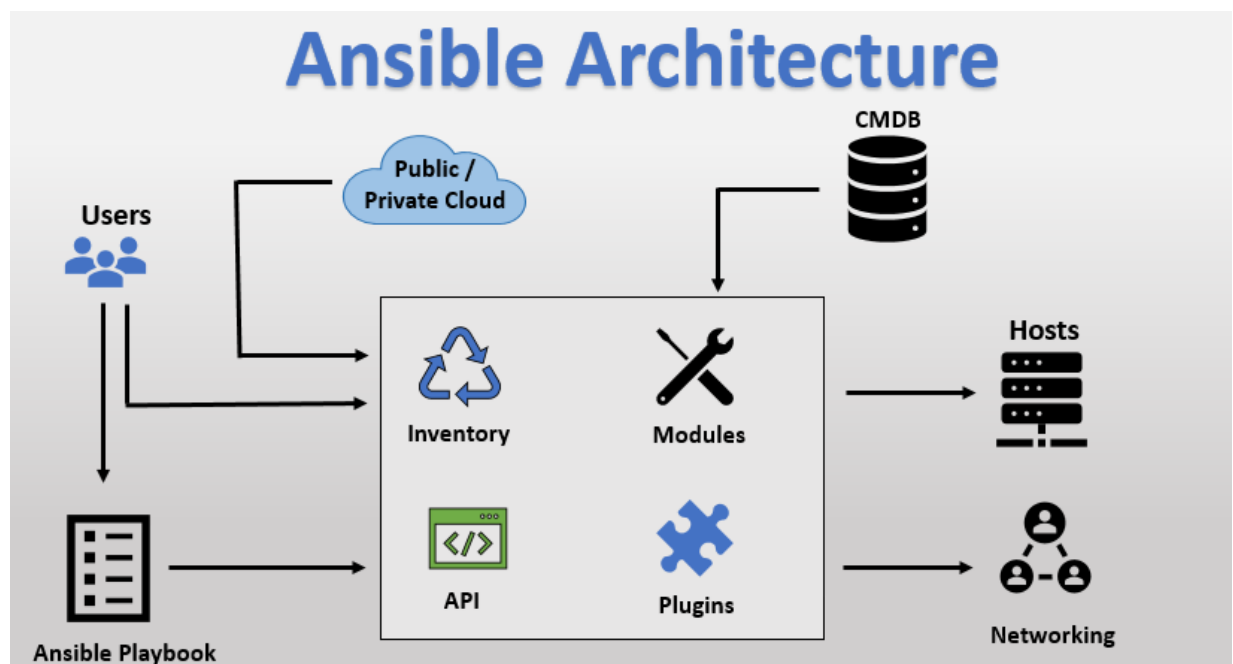 Ansible Architecture
CMDB
Public /
Private Cloud
Users
Hosts
Inventory
Modules
API
Plugins
Networking
Ansible Playbook